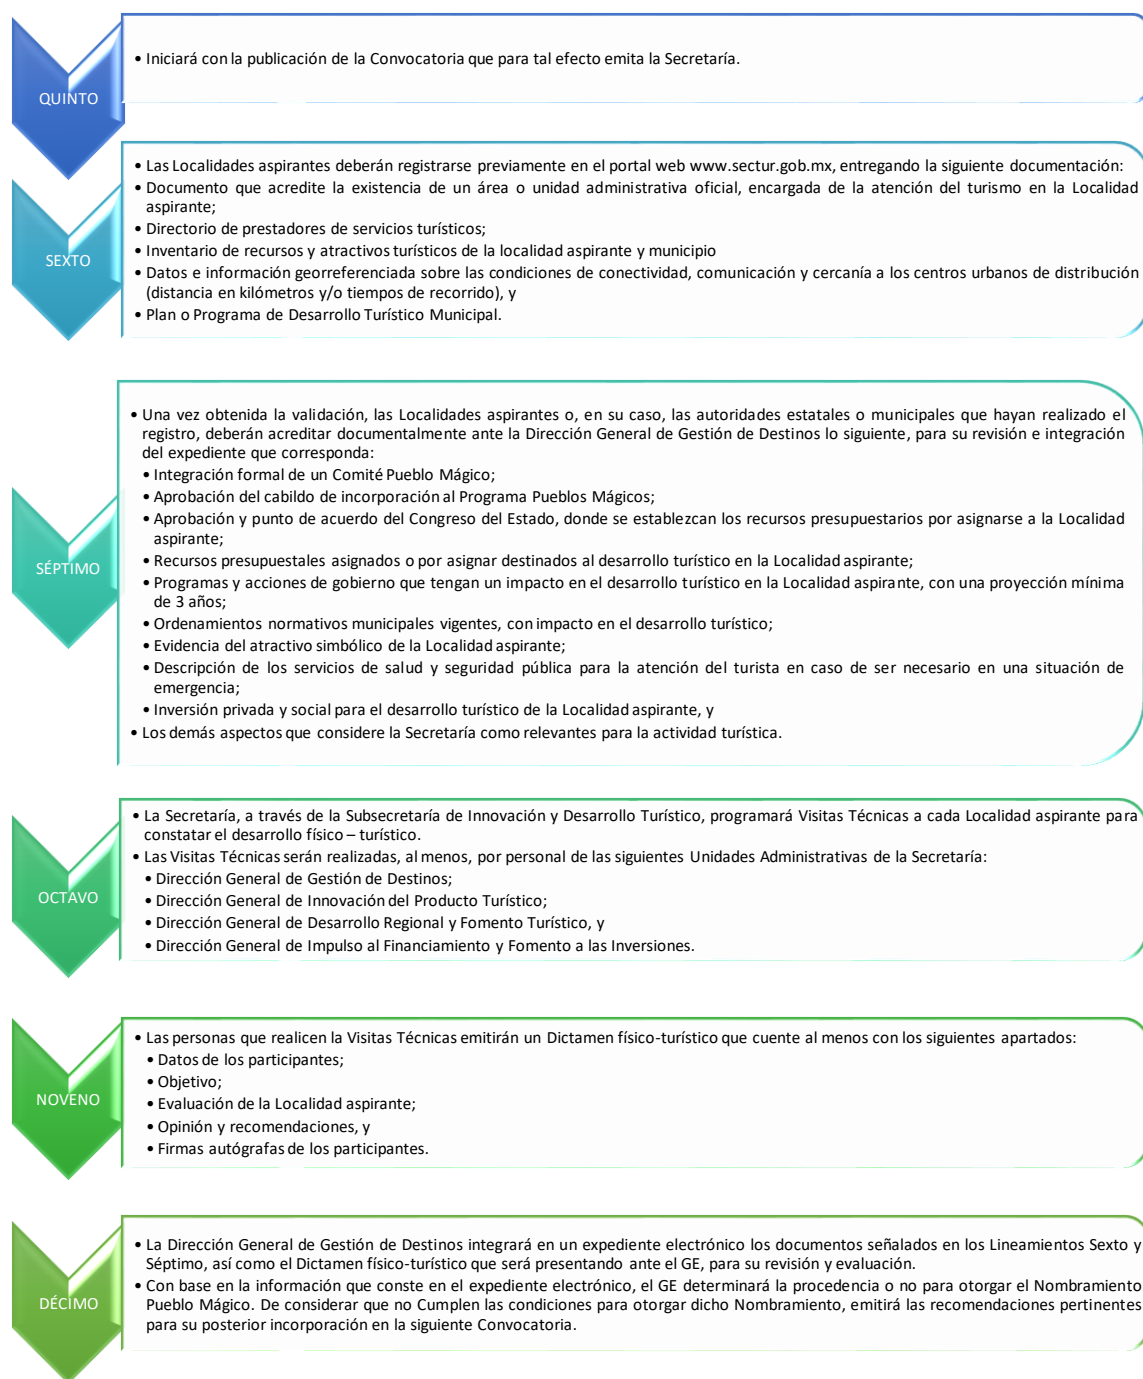 QUINTO
• Iniciará con la publicación de la Convocatoria que para tal efecto emita la Secretaría.
SEXTO
• Las Localidades aspirantes deberán registrarse previamente en el portal web www.sectur.gob.mx, entregando la siguiente documentación:
• Documento que acredite la existencia de un área o unidad administrativa oficial, encargada de la atención del turismo en la Localidad
aspirante;
• Directorio de prestadores de servicios turísticos;
• Inventario de recursos y atractivos turísticos de la localidad aspirante y municipio
• Datos e información georreferenciada sobre las condiciones de conectividad, comunicación y cercanía a los centros urbanos de distribución
(distancia en kilómetros y/o tiempos de recorrido), y
• Plan o Programa de Desarrollo Turístico Municipal.
SÉPTIMO
• Una vez obtenida la validación, las Localidades aspirantes o, en su caso, las autoridades estatales o municipales que hayan realizado el
registro, deberán acreditar documentalmente ante la Dirección General de Gestión de Destinos lo siguiente, para su revisión e integración
del expediente que corresponda:
• Integración formal de un Comité Pueblo Mágico;
• Aprobación del cabildo de incorporación al Programa Pueblos Mágicos;
• Aprobación y punto de acuerdo del Congreso del Estado, donde se establezcan los recursos presupuestarios por asignarse a la Localidad
aspirante;
• Recursos presupuestales asignados o por asignar destinados al desarrollo turístico en la Localidad aspirante;
• Programas y acciones de gobierno que tengan un impacto en el desarrollo turístico en la Localidad aspirante, con una proyección mínima
de 3 años;
• Ordenamientos normativos municipales vigentes, con impacto en el desarrollo turístico;
• Evidencia del atractivo simbólico de la Localidad aspirante;
• Descripción de los servicios de salud y seguridad pública para la atención del turista en caso de ser necesario en una situación de
emergencia;
• Inversión privada y social para el desarrollo turístico de la Localidad aspirante, y
• Los demás aspectos que considere la Secretaría como relevantes para la actividad turística.
OCTAVO
• La Secretaría, a través de la Subsecretaría de Innovación y Desarrollo Turístico, programará Visitas Técnicas a cada Localidad aspirante para
constatar el desarrollo físico – turístico.
• Las Visitas Técnicas serán realizadas, al menos, por personal de las siguientes Unidades Administrativas de la Secretaría:
• Dirección General de Gestión de Destinos;
• Dirección General de Innovación del Producto Turístico;
• Dirección General de Desarrollo Regional y Fomento Turístico, y
• Dirección General de Impulso al Financiamiento y Fomento a las Inversiones.
NOVENO
• Las personas que realicen la Visitas Técnicas emitirán un Dictamen físico-turístico que cuente al menos con los siguientes apartados:
• Datos de los participantes;
• Objetivo;
• Evaluación de la Localidad aspirante;
• Opinión y recomendaciones, y
• Firmas autógrafas de los participantes.
DÉCIMO
• La Dirección General de Gestión de Destinos integrará en un expediente electrónico los documentos señalados en los Lineamientos Sexto y
Séptimo, así como el Dictamen físico-turístico que será presentando ante el GE, para su revisión y evaluación.
• Con base en la información que conste en el expediente electrónico, el GE determinará la procedencia o no para otorgar el Nombramiento
Pueblo Mágico. De considerar que no Cumplen las condiciones para otorgar dicho Nombramiento, emitirá las recomendaciones pertinentes
para su posterior incorporación en la siguiente Convocatoria.